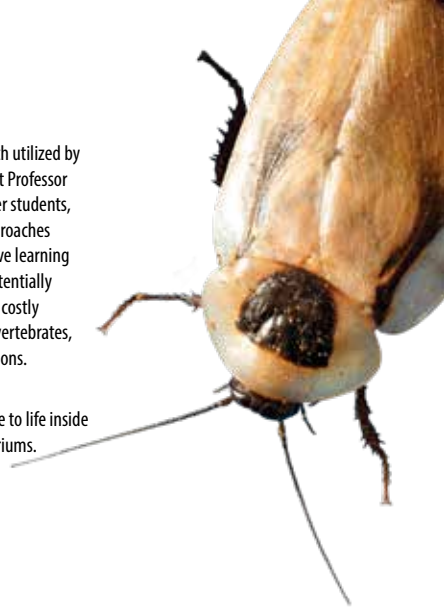 h utilized by
t Professor
er students,
roaches
ve learning
tentially
costly
vertebrates,
ons.
e to life inside
riums.